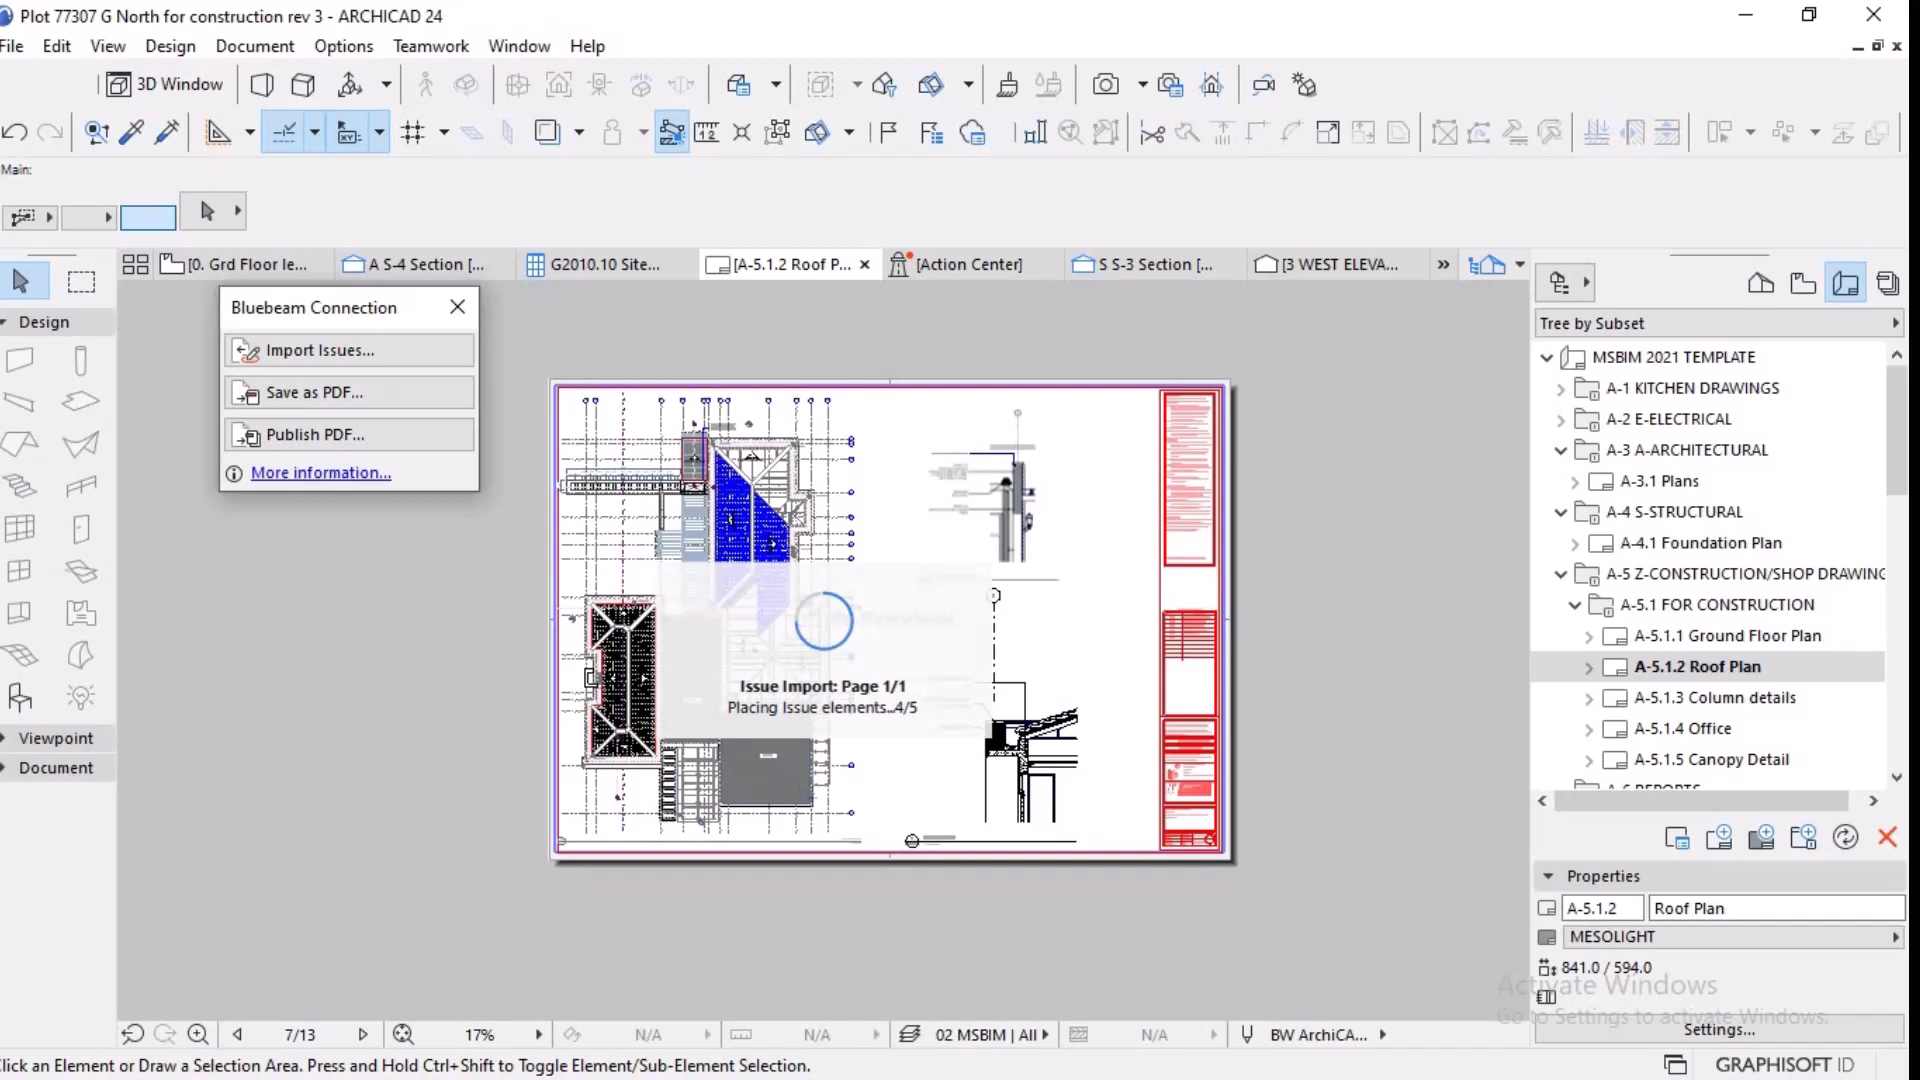 Plot 77307 G North for construction rev 3 - ARCHICAD 24
File Edit View Design Document Options Teamwork Window Help
3D Window
Main:
[0. Grd Floor le...
A S-4 Section [...
G2010.10 Site...
[A-5.1.2 Roof P...
[Action Center]
S S-3 Section [...
[3 WEST ELEVA...
Design
Viewpoint
Document
Bluebeam Connection
Import Issues...
Save as PDF...
Publish PDF...
More information...
Issue Import: Page 1/1
Placing Issue elements...4/5
Tree by Subset
MSBIM 2021 TEMPLATE
A-1 KITCHEN DRAWINGS
A-2 E-ELECTRICAL
A-3 A-ARCHITECTURAL
A-3.1 Plans
A-4 S-STRUCTURAL
A-4.1 Foundation Plan
A-5 Z-CONSTRUCTION/SHOP DRAWING
A-5.1 FOR CONSTRUCTION
A-5.1.1 Ground Floor Plan
A-5.1.2 Roof Plan
A-5.1.3 Column details
A-5.1.4 Office
A-5.1.5 Canopy Detail
A-6 REPORTS
Properties
A-5.1.2 Roof Plan
MESOLIGHT
841.0 / 594.0
Activate Windows
Go to Settings to activate Windows.
Settings...
7/13 17% N/A N/A 02 MSBIM | All N/A BW ArchiCA...
Click an Element or Draw a Selection Area. Press and Hold Ctrl+Shift to Toggle Element/Sub-Element Selection.
GRAPHISOFT ID